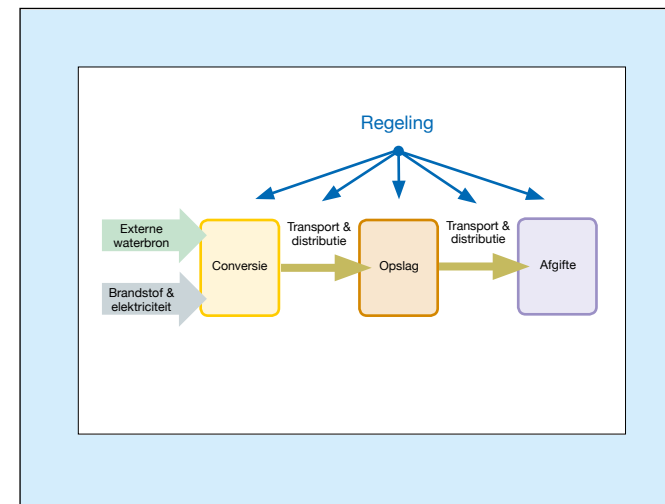 Regeling
Externe
waterbron
Brandstof &
elektriciteit
Conversie
Transport &
distributie
Opslag
Transport &
distributie
Afgifte